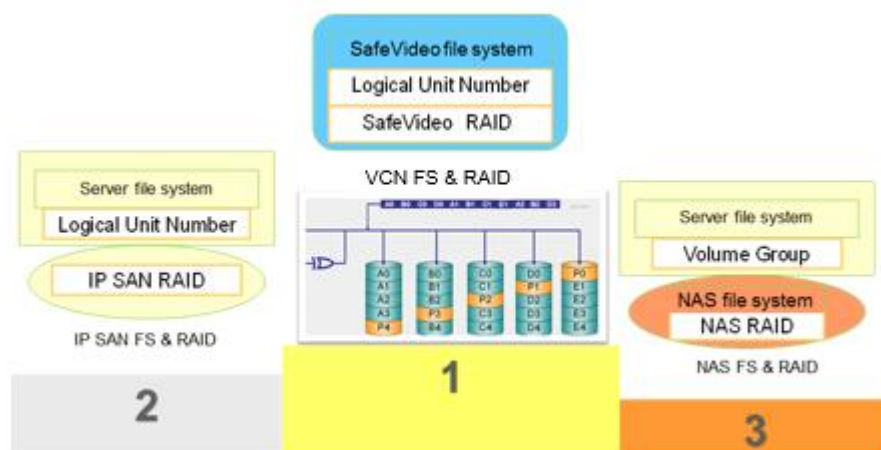 SafeVideo file system
Logical Unit Number
SafeVideo RAID
VCN FS & RAID
A0 B0 C0 D0 A1 B1 C1 E1 A2 B2 D2
A0 B0 C0 D0 P0
A1 B1 C1 P1 E1
A2 B2 P2 D2 E2
A3 P3 C3 D3 E3
P4 B4 C4 D4 E4
1
Server file system
Logical Unit Number
IP SAN RAID
IP SAN FS & RAID
2
Server file system
Volume Group
NAS file system
NAS RAID
NAS FS & RAID
3